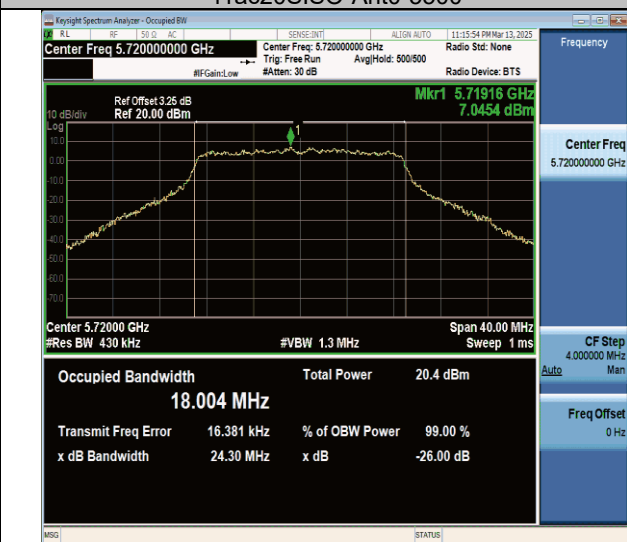 Keysight Spectrum Analyzer - Occupied BW
RL RF 50 Ω AC SENSE:INT ALIGN AUTO 11:15:54 PM Mar 13, 2025
Center Freq 5.720000000 GHz
Center Freq: 5.720000000 GHz
Radio Std: None
Trig: Free Run Avg|Hold: 500/500
#IFGain:Low
#Atten: 30 dB
Radio Device: BTS
Frequency
Ref Offset 3.25 dB
10 dB/div Ref 20.00 dBm
Mkr1 5.71916 GHz
7.0454 dBm
Log
10.0
0.00
-10.0
-20.0
-30.0
-40.0
-50.0
-60.0
-70.0
1
Center 5.72000 GHz
Span 40.00 MHz
#Res BW 430 kHz
#VBW 1.3 MHz
Sweep 1 ms
Center Freq
5.720000000 GHz
CF Step
4.000000 MHz
Auto Man
Freq Offset
0 Hz
Occupied Bandwidth
Total Power 20.4 dBm
18.004 MHz
Transmit Freq Error 16.381 kHz
% of OBW Power 99.00 %
x dB Bandwidth 24.30 MHz
x dB -26.00 dB
MSG
STATUS